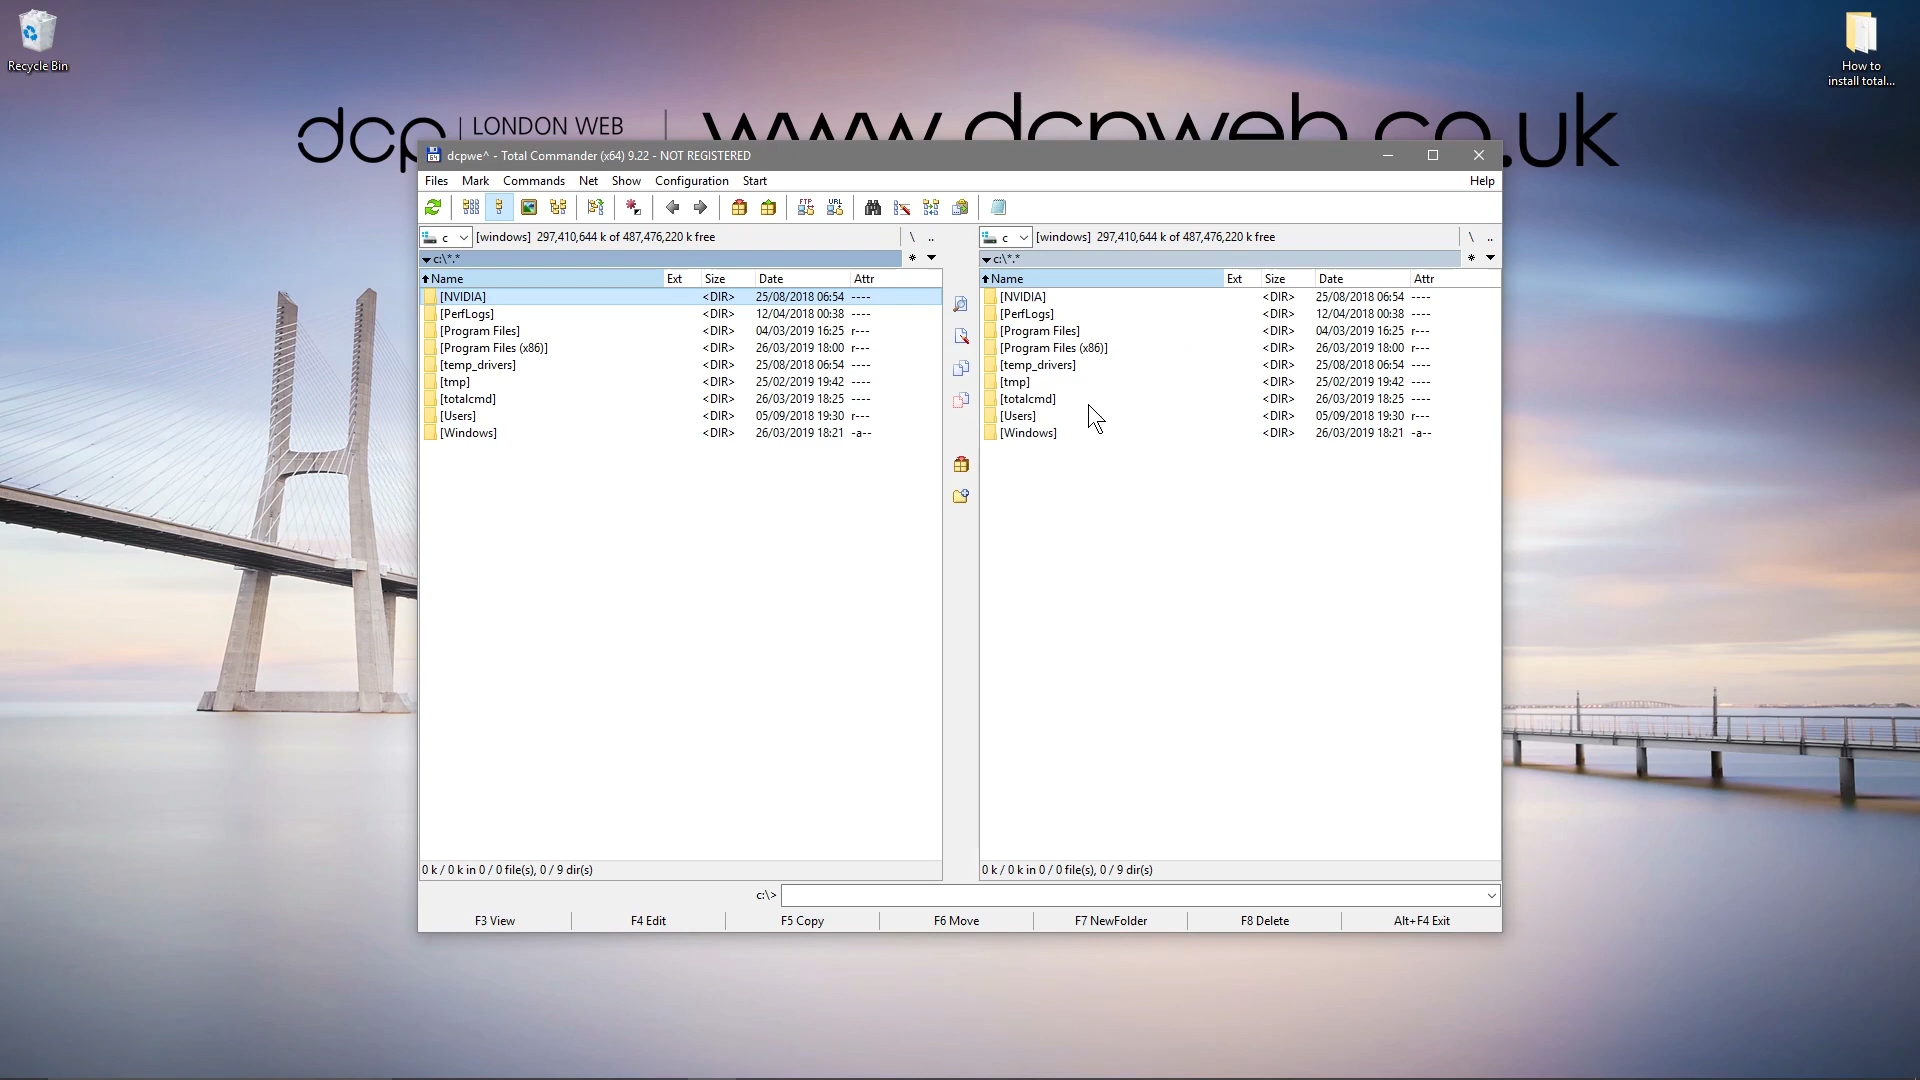 Recycle Bin
How to
install total...
dcp | LONDON WEB | www.dcpweb.co.uk
dcpwe^ - Total Commander (x64) 9.22 - NOT REGISTERED
Files Mark Commands Net Show Configuration Start Help
FTP URL
c [windows] 297,410,644 k of 487,476,220 k free \ ..
c:\*.* *
Name Ext Size Date Attr
[NVIDIA] <DIR> 25/08/2018 06:54 ----
[PerfLogs] <DIR> 12/04/2018 00:38 ----
[Program Files] <DIR> 04/03/2019 16:25 r---
[Program Files (x86)] <DIR> 26/03/2019 18:00 r---
[temp_drivers] <DIR> 25/08/2018 06:54 ----
[tmp] <DIR> 25/02/2019 19:42 ----
[totalcmd] <DIR> 26/03/2019 18:25 ----
[Users] <DIR> 05/09/2018 19:30 r---
[Windows] <DIR> 26/03/2019 18:21 -a--
0 k / 0 k in 0 / 0 file(s), 0 / 9 dir(s)
c [windows] 297,410,644 k of 487,476,220 k free \ ..
c:\*.* *
Name Ext Size Date Attr
[NVIDIA] <DIR> 25/08/2018 06:54 ----
[PerfLogs] <DIR> 12/04/2018 00:38 ----
[Program Files] <DIR> 04/03/2019 16:25 r---
[Program Files (x86)] <DIR> 26/03/2019 18:00 r---
[temp_drivers] <DIR> 25/08/2018 06:54 ----
[tmp] <DIR> 25/02/2019 19:42 ----
[totalcmd] <DIR> 26/03/2019 18:25 ----
[Users] <DIR> 05/09/2018 19:30 r---
[Windows] <DIR> 26/03/2019 18:21 -a--
0 k / 0 k in 0 / 0 file(s), 0 / 9 dir(s)
c:\>
F3 View F4 Edit F5 Copy F6 Move F7 NewFolder F8 Delete Alt+F4 Exit